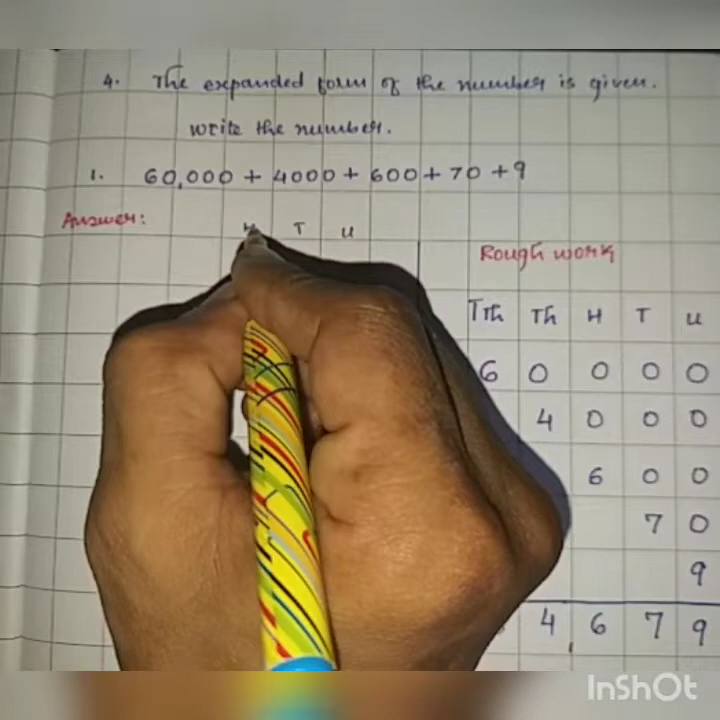 4. The expanded form of the number is given.
write the number.
1. 60,000 + 4000 + 600 + 70 + 9
Answer:
H T U
Rough work
TTh Th H T U
6 0 0 0 0
4 0 0 0
6 0 0
7 0
9
4 6 7 9
InShOt